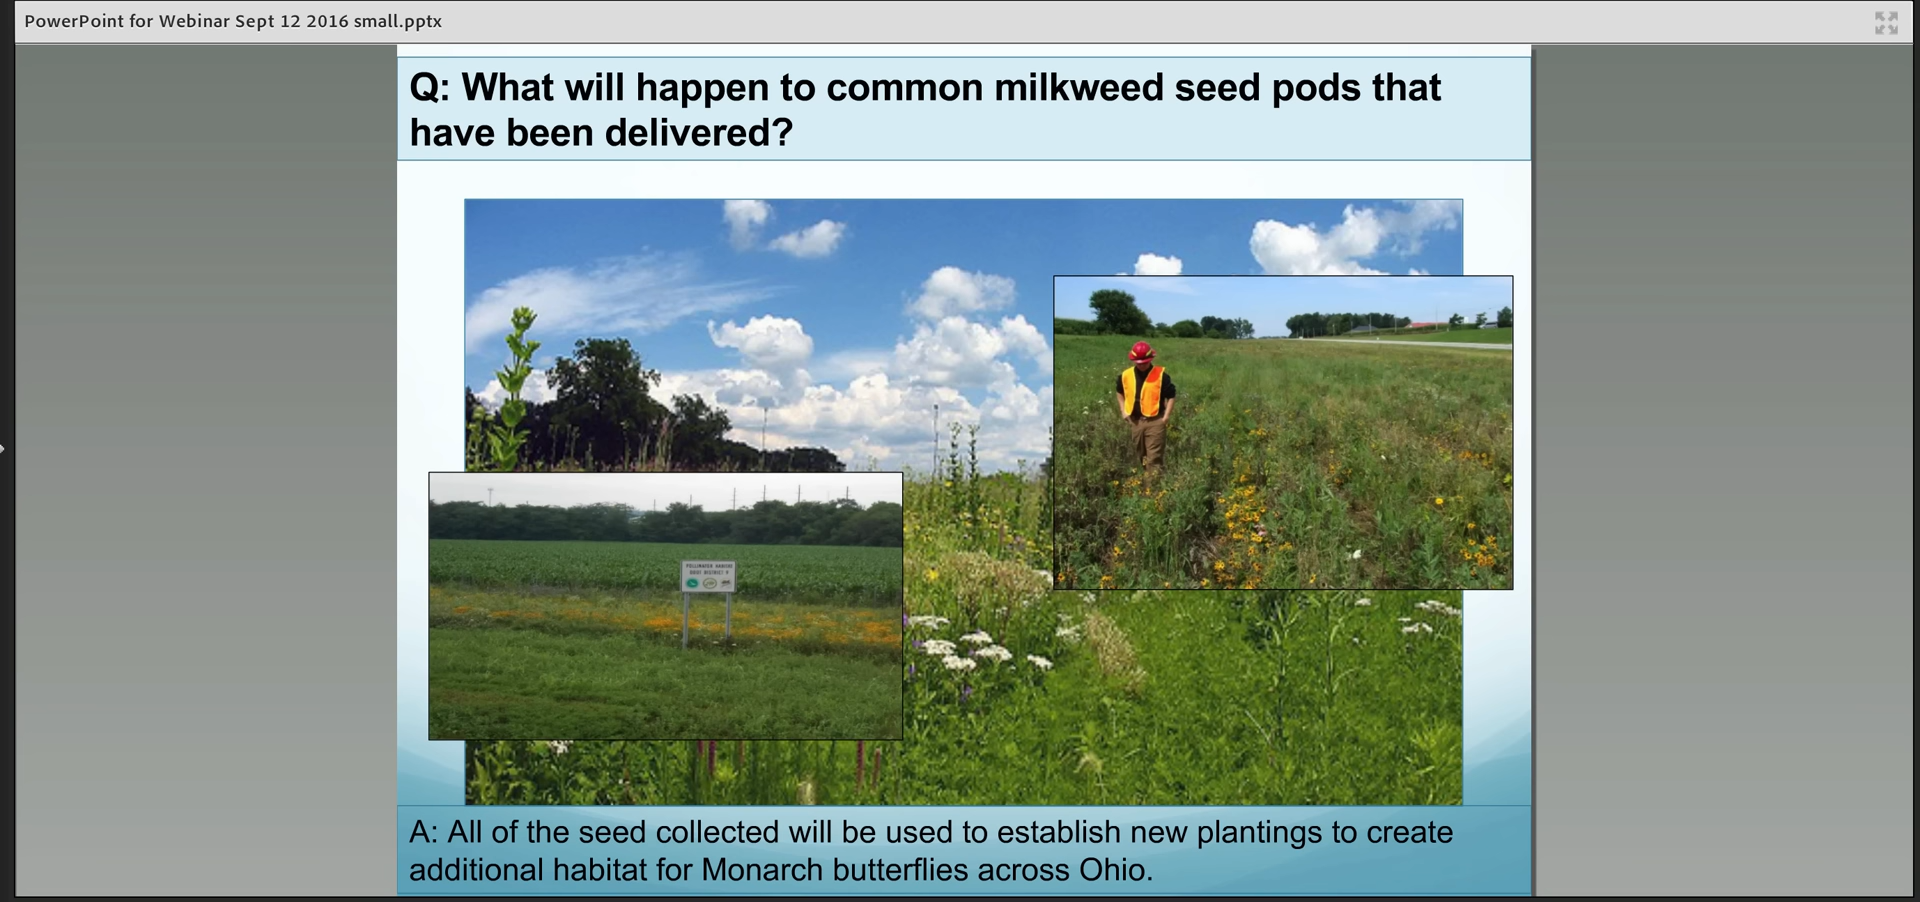 PowerPoint for Webinar Sept 12 2016 small.pptx
Q: What will happen to common milkweed seed pods that
have been delivered?
POLLINATOR HABITAT
A: All of the seed collected will be used to establish new plantings to create
additional habitat for Monarch butterflies across Ohio.